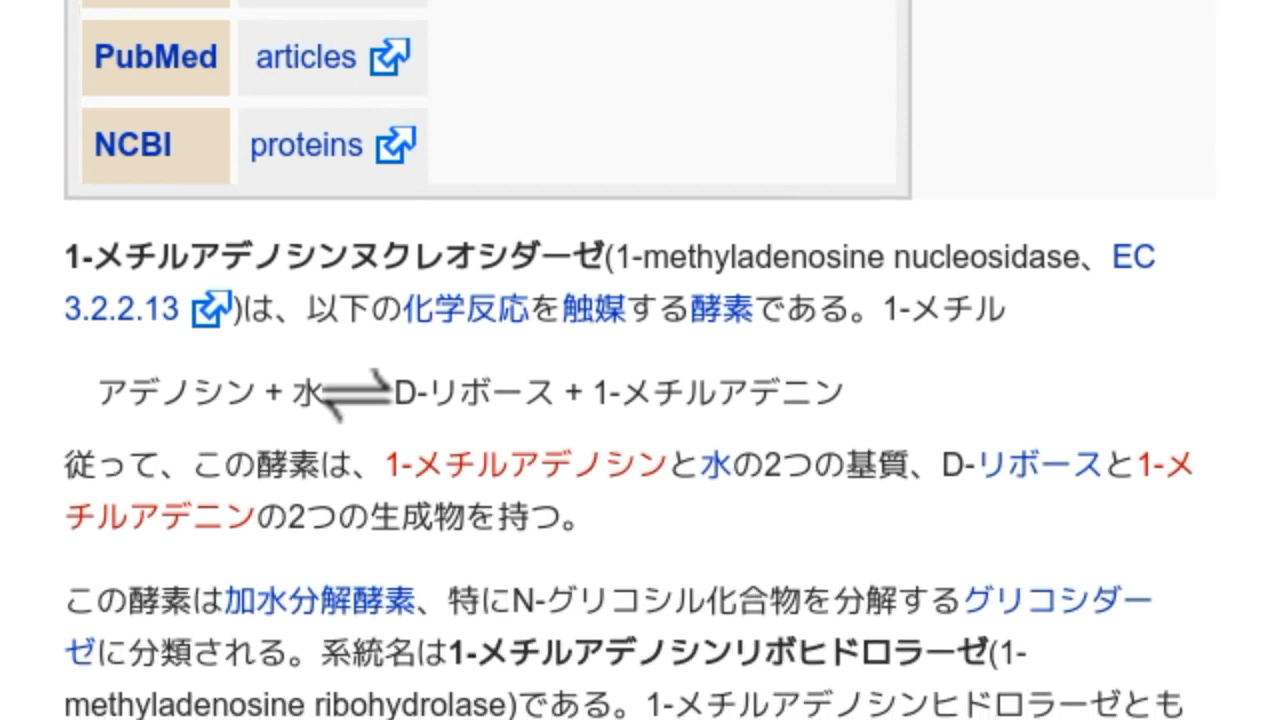 PubMed articles
NCBI proteins
1-メチルアデノシンヌクレオシダーゼ(1-methyladenosine nucleosidase、EC
3.2.2.13 )は、以下の化学反応を触媒する酵素である。1-メチル
アデノシン + 水⇌D-リボース + 1-メチルアデニン
従って、この酵素は、1-メチルアデノシンと水の2つの基質、D-リボースと1-メ
チルアデニンの2つの生成物を持つ。
この酵素は加水分解酵素、特にN-グリコシル化合物を分解するグリコシダー
ゼに分類される。系統名は1-メチルアデノシンリボヒドロラーゼ(1-
methyladenosine ribohydrolase)である。1-メチルアデノシンヒドロラーゼとも